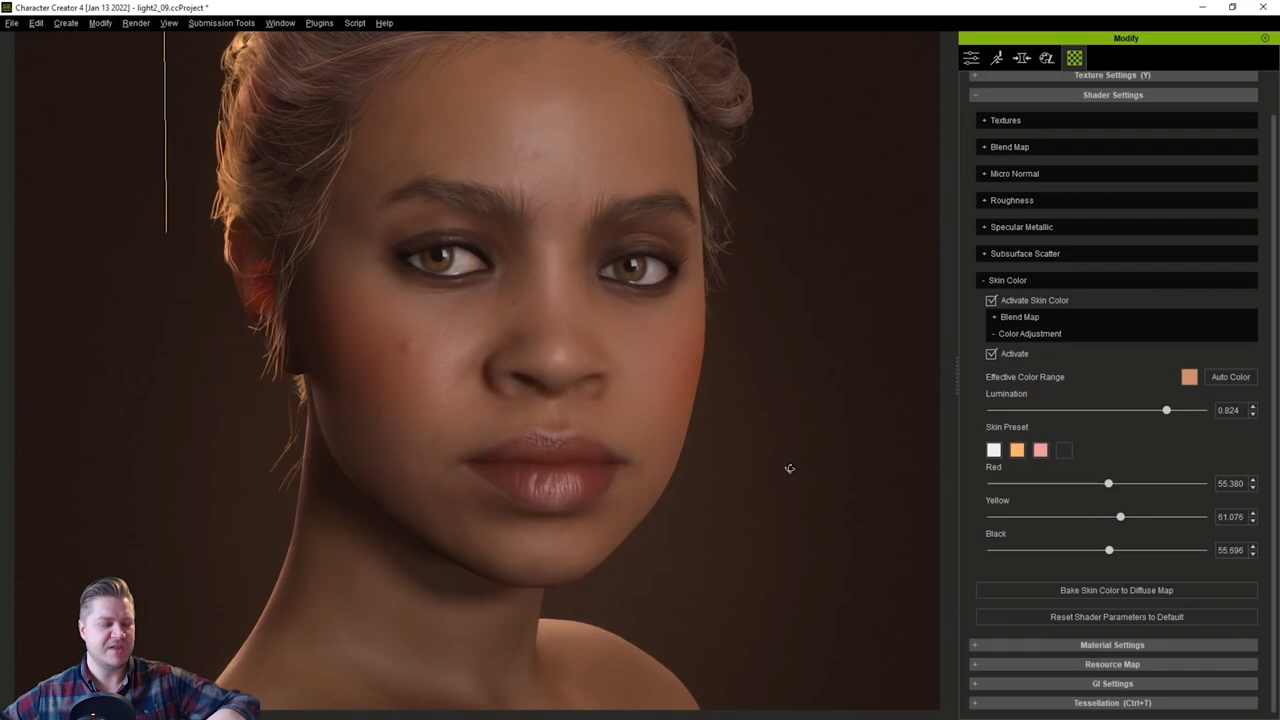 Character Creator 4 [Jan 13 2022] - light2_09.ccProject *
File Edit Create Modify Render Submission Tools Window Plugins Script Help
Modify
+ Texture Settings (Y)
- Shader Settings
+ Textures
+ Blend Map
+ Micro Normal
+ Roughness
+ Specular Metallic
+ Subsurface Scatter
- Skin Color
Activate Skin Color
+ Blend Map
- Color Adjustment
Activate
Effective Color Range Auto Color
Lumination
0.824
Skin Preset
Red
55.380
Yellow
61.076
Black
55.696
Bake Skin Color to Diffuse Map
Reset Shader Parameters to Default
+ Material Settings
+ Resource Map
+ GI Settings
+ Tessellation (Ctrl+T)